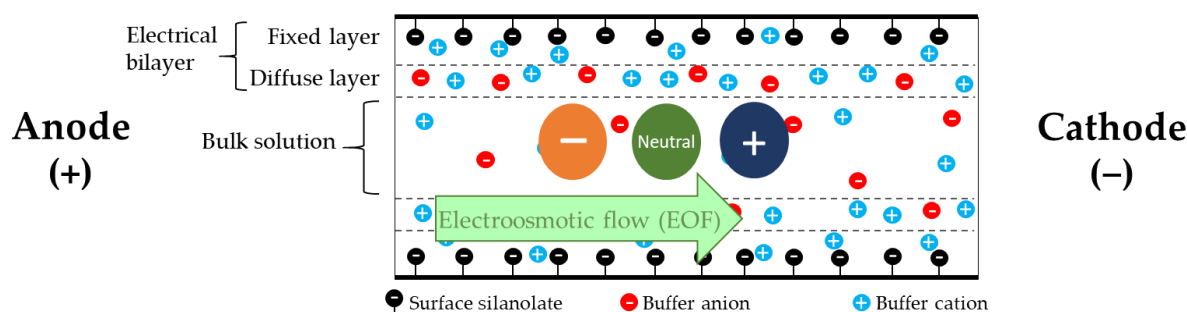 Electrical
bilayer
Fixed layer
Diffuse layer
Anode
(+)
Bulk solution
−
Neutral
+
Cathode
(–)
Electroosmotic flow (EOF)
Surface silanolate
Buffer anion
Buffer cation